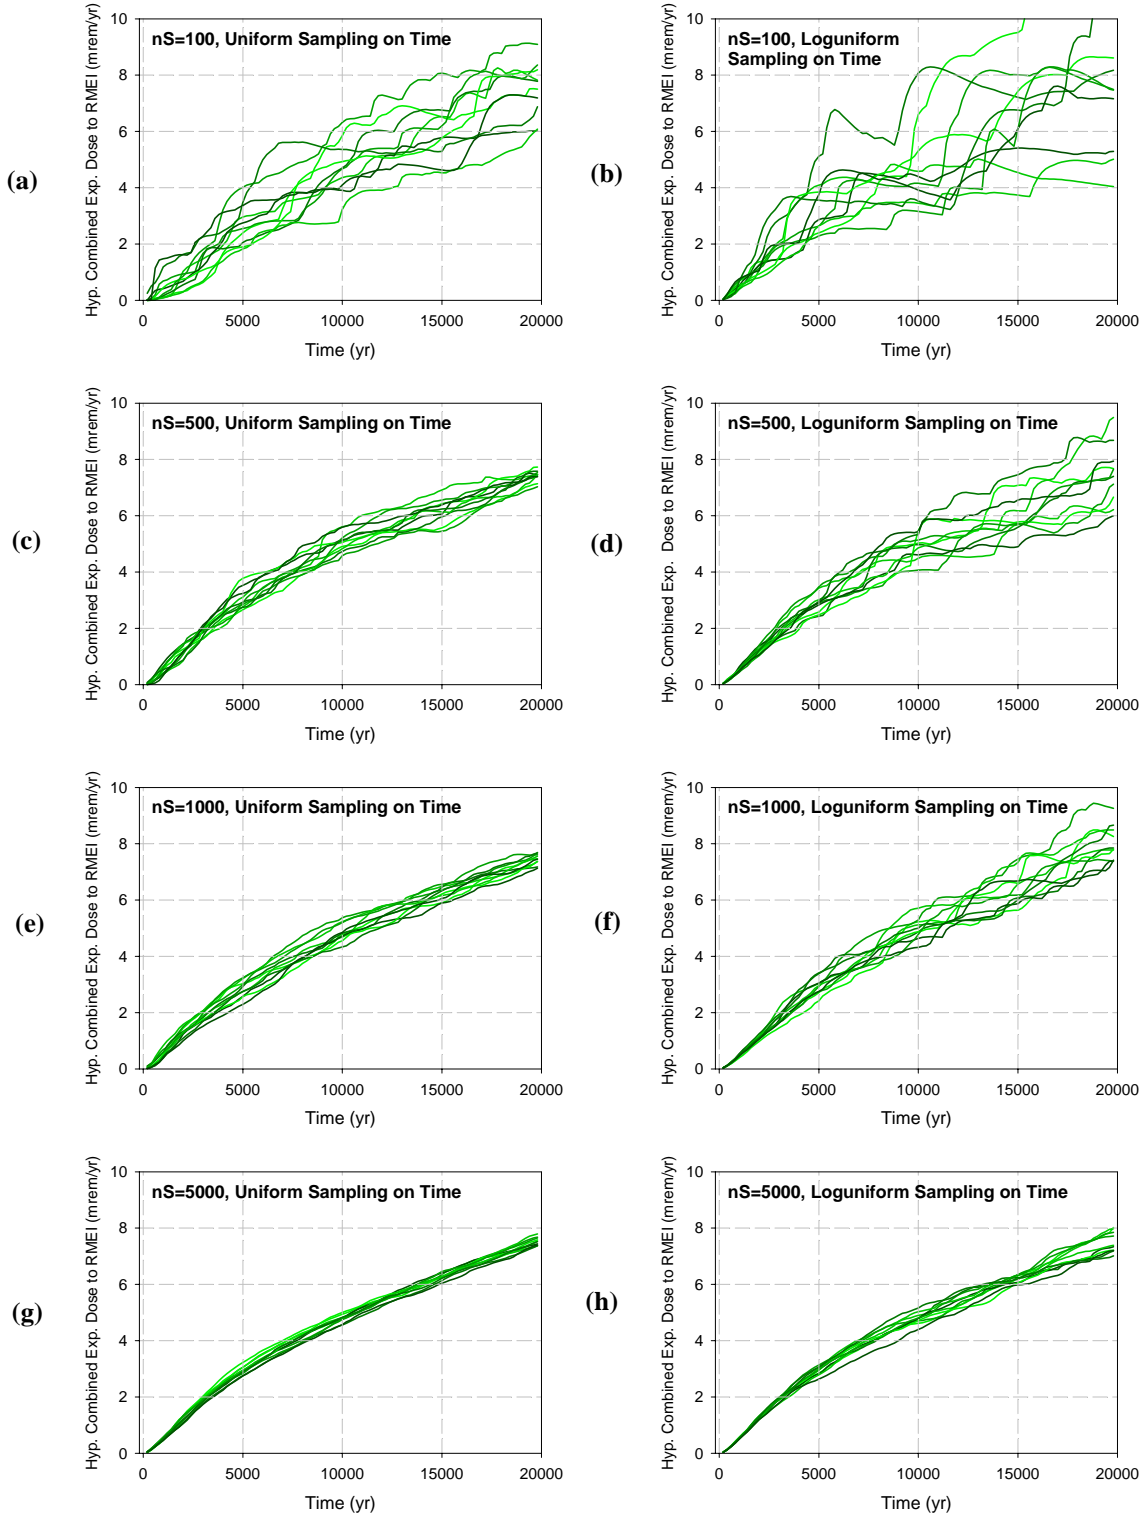 (a)
nS=100, Uniform Sampling on Time
Hyp. Combined Exp. Dose to RMEI (mrem/yr)
10
8
6
4
2
0
0 5000 10000 15000 20000
Time (yr)
(b)
nS=100, Loguniform
Sampling on Time
Hyp. Combined Exp. Dose to RMEI (mrem/yr)
10
8
6
4
2
0
0 5000 10000 15000 20000
Time (yr)
(c)
nS=500, Uniform Sampling on Time
Hyp. Combined Exp. Dose to RMEI (mrem/yr)
10
8
6
4
2
0
0 5000 10000 15000 20000
Time (yr)
(d)
nS=500, Loguniform Sampling on Time
Hyp. Combined Exp. Dose to RMEI (mrem/yr)
10
8
6
4
2
0
0 5000 10000 15000 20000
Time (yr)
(e)
nS=1000, Uniform Sampling on Time
Hyp. Combined Exp. Dose to RMEI (mrem/yr)
10
8
6
4
2
0
0 5000 10000 15000 20000
Time (yr)
(f)
nS=1000, Loguniform Sampling on Time
Hyp. Combined Exp. Dose to RMEI (mrem/yr)
10
8
6
4
2
0
0 5000 10000 15000 20000
Time (yr)
(g)
nS=5000, Uniform Sampling on Time
Hyp. Combined Exp. Dose to RMEI (mrem/yr)
10
8
6
4
2
0
0 5000 10000 15000 20000
Time (yr)
(h)
nS=5000, Loguniform Sampling on Time
Hyp. Combined Exp. Dose to RMEI (mrem/yr)
10
8
6
4
2
0
0 5000 10000 15000 20000
Time (yr)